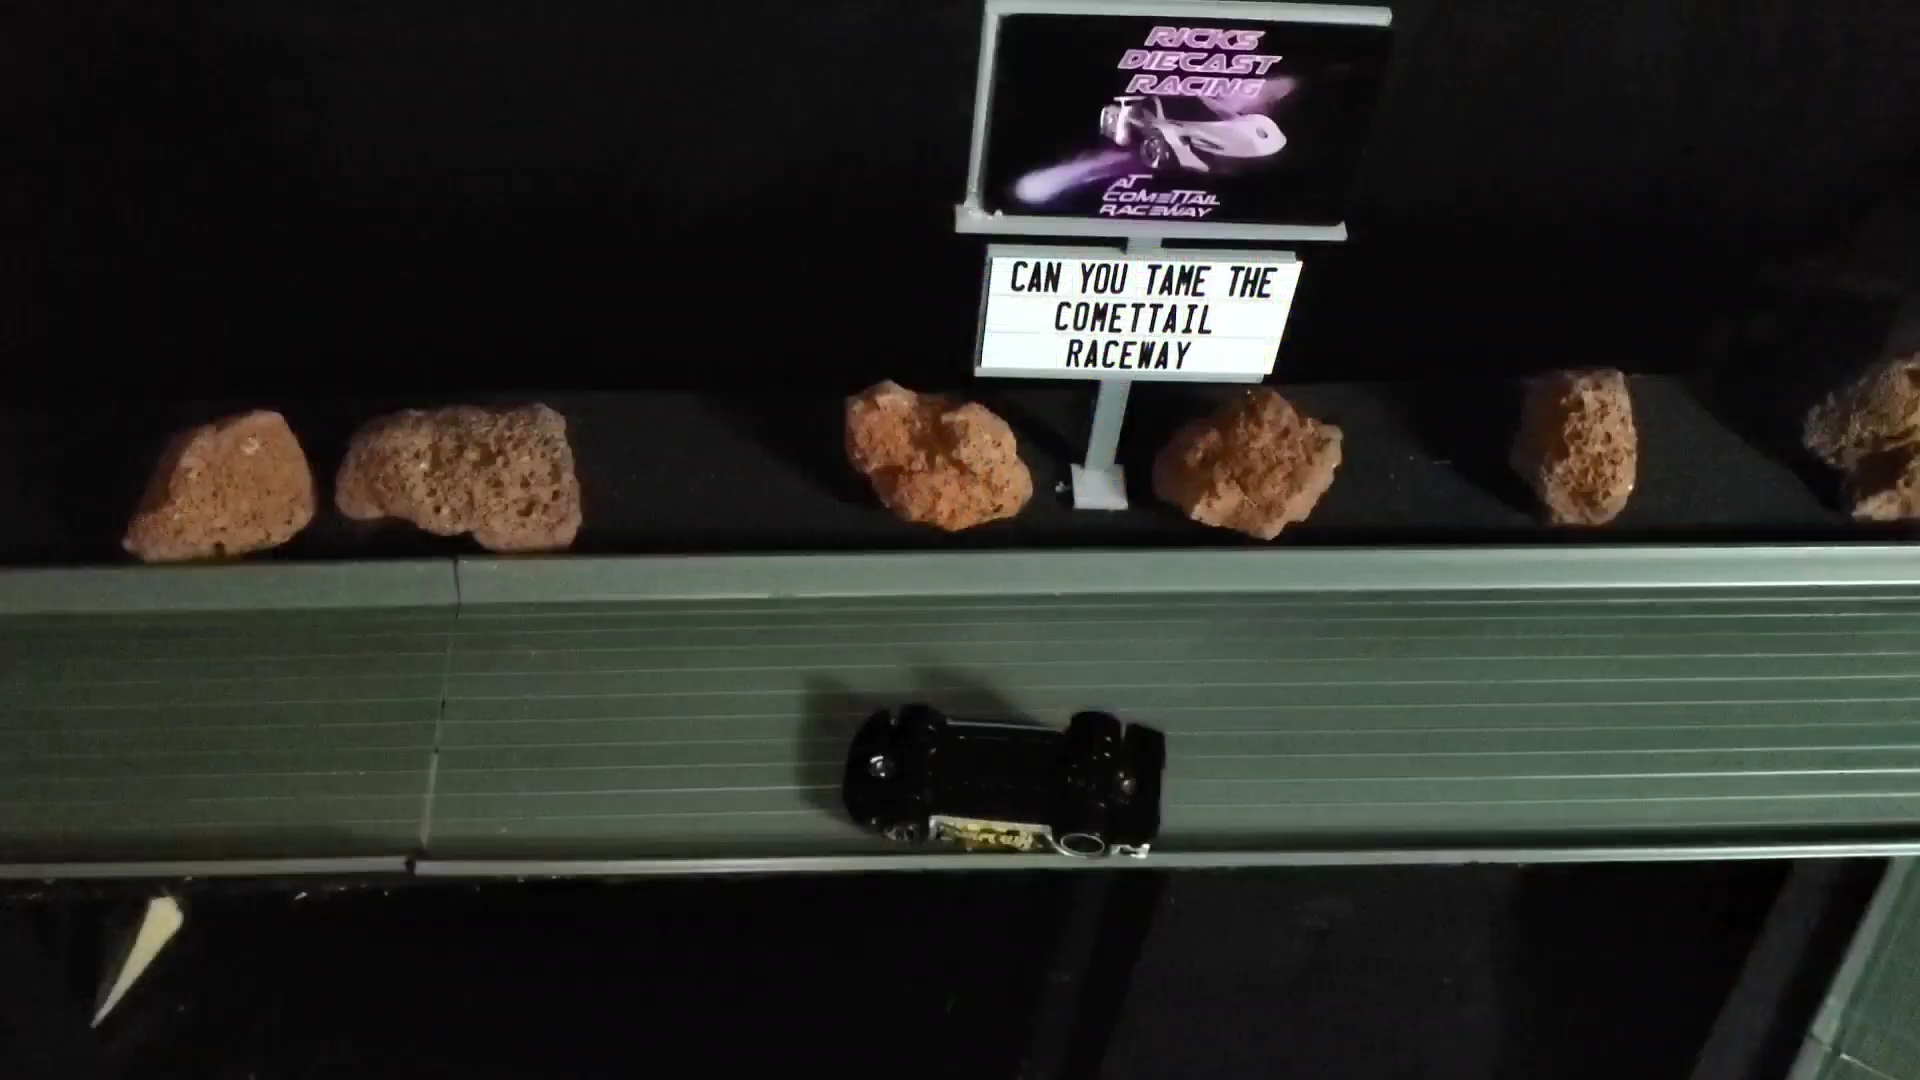 RICKS
DIECAST
RACING
AT
COMETTAIL
RACEWAY
CAN YOU TAME THE
COMETTAIL
RACEWAY